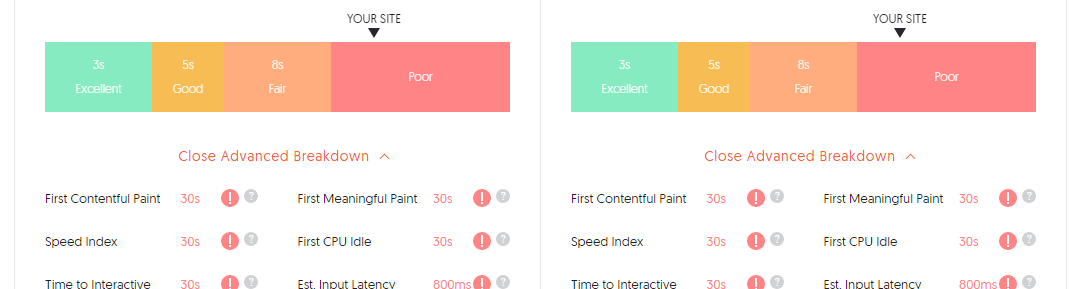 YOUR SITE
3s 5s 8s Poor
Excellent Good Fair
Close Advanced Breakdown
First Contentful Paint 30s ! ? First Meaningful Paint 30s ! ?
Speed Index 30s ! ? First CPU Idle 30s ! ?
Time to Interactive 30s ! ? Est. Input Latency 800ms ! ?
YOUR SITE
3s 5s 8s Poor
Excellent Good Fair
Close Advanced Breakdown
First Contentful Paint 30s ! ? First Meaningful Paint 30s ! ?
Speed Index 30s ! ? First CPU Idle 30s ! ?
Time to Interactive 30s ! ? Est. Input Latency 800ms ! ?